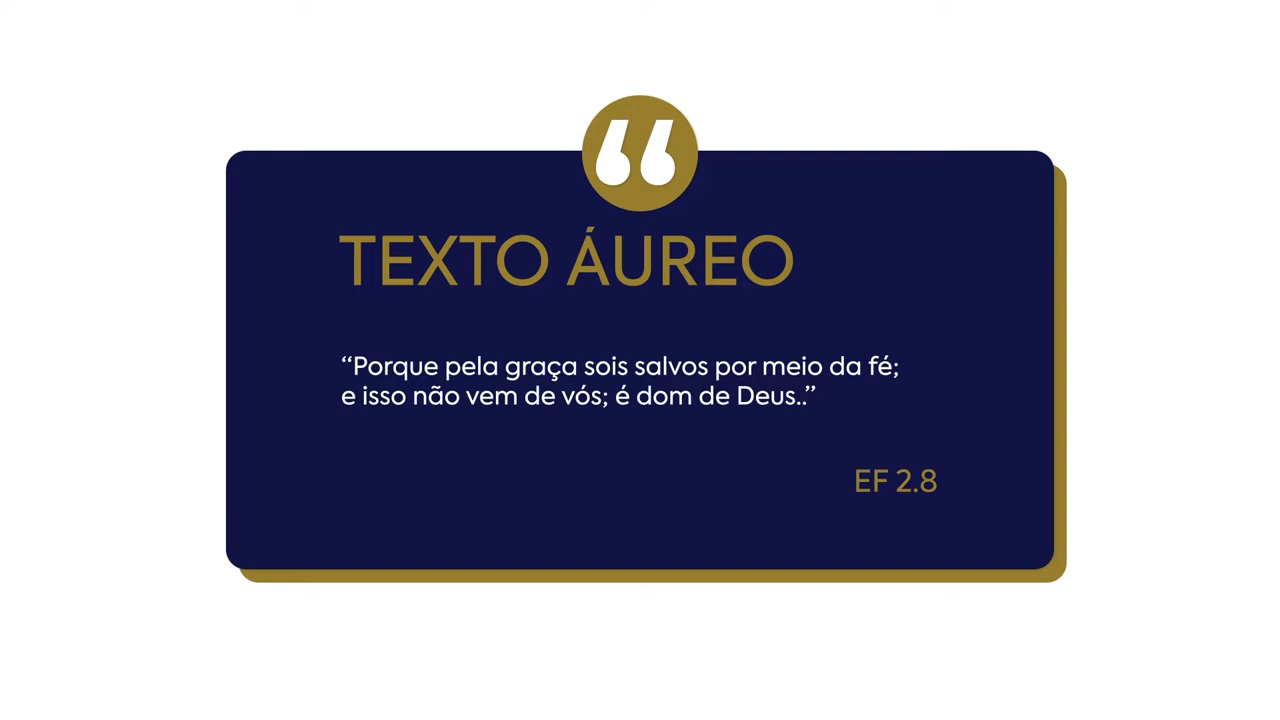 “
TEXTO ÁUREO
“Porque pela graça sois salvos por meio da fé;
e isso não vem de vós; é dom de Deus..”
EF 2.8